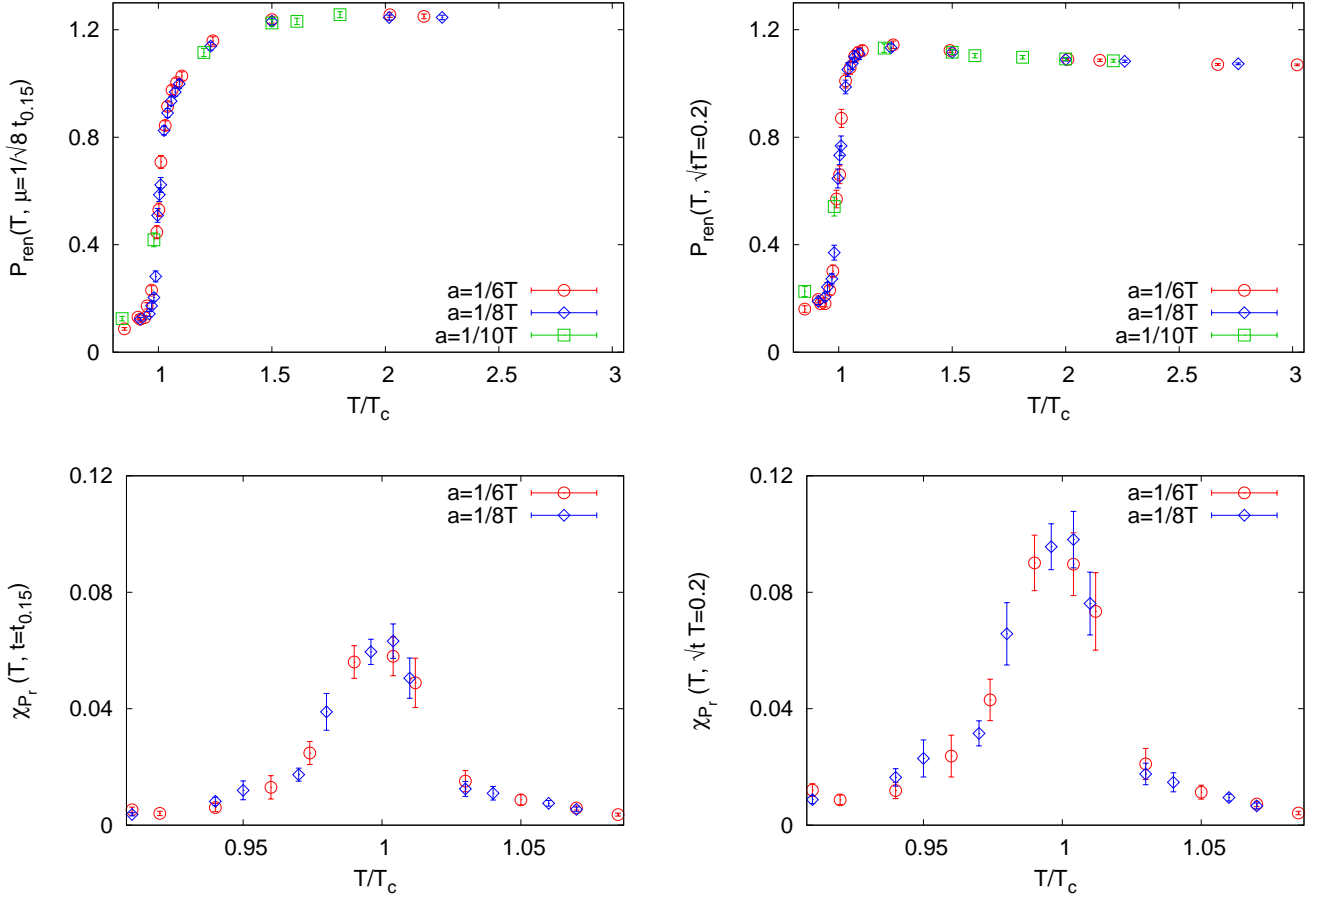 P_ren(T, μ=1/√8 t_0.15)
1.2
0.8
0.4
0
a=1/6T
a=1/8T
a=1/10T
1
1.5
2
2.5
3
T/T_c
P_ren(T, √tT=0.2)
1.2
0.8
0.4
0
a=1/6T
a=1/8T
a=1/10T
1
1.5
2
2.5
3
T/T_c
χ_P_r (T, t=t_0.15)
0.12
0.08
0.04
0
a=1/6T
a=1/8T
0.95
1
1.05
T/T_c
χ_P_r (T, √t T=0.2)
0.12
0.08
0.04
0
a=1/6T
a=1/8T
0.95
1
1.05
T/T_c